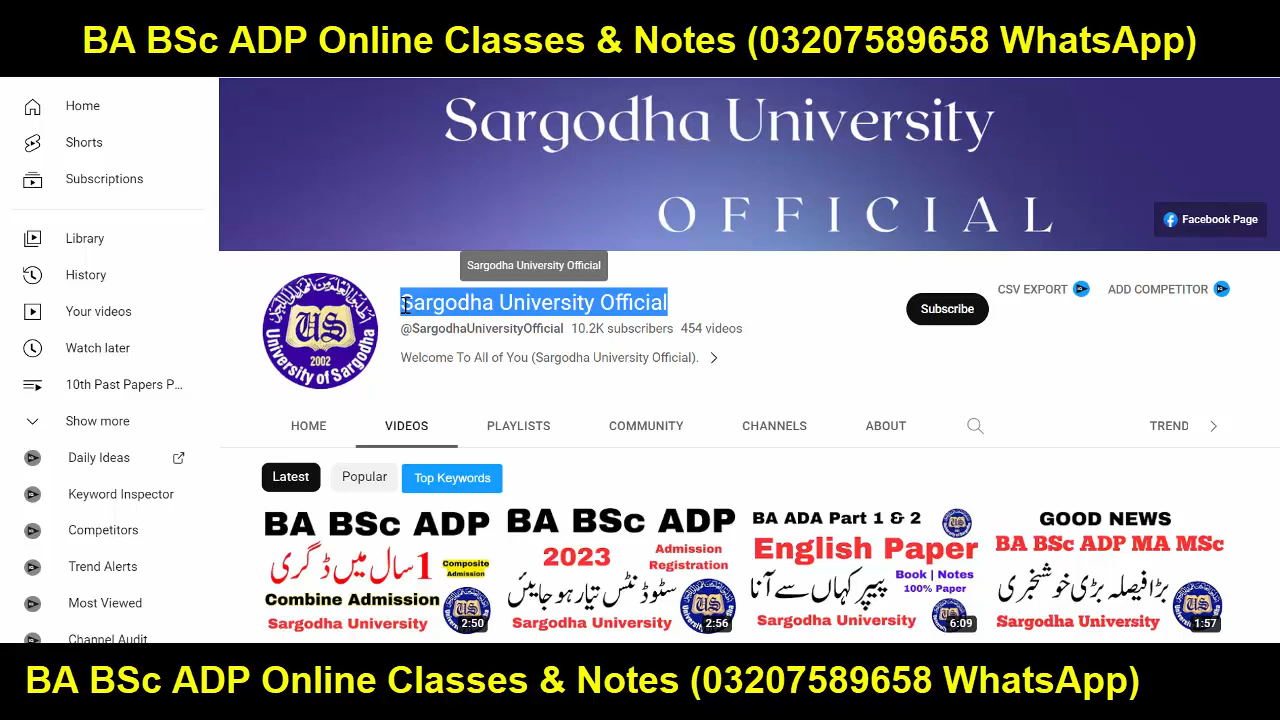 BA BSc ADP Online Classes & Notes (03207589658 WhatsApp)
Home
Shorts
Subscriptions
Library
History
Your videos
Watch later
10th Past Papers P...
Show more
Daily Ideas
Keyword Inspector
Competitors
Trend Alerts
Most Viewed
Channel Audit
Sargodha University
OFFICIAL
Facebook Page
Sargodha University Official
Sargodha University Official
@SargodhaUniversityOfficial 10.2K subscribers 454 videos
Welcome To All of You (Sargodha University Official).
Subscribe
CSV EXPORT
ADD COMPETITOR
US
2002
University of Sargodha
HOME VIDEOS PLAYLISTS COMMUNITY CHANNELS ABOUT TREND
Latest Popular Top Keywords
BA BSc ADP
1 سال میں ڈگری
Composite
Admission
Combine Admission
Sargodha University
2:50
BA BSc ADP
2023
Admission
Registration
سٹوڈنٹس تیار ہو جایئں
Sargodha University
2:56
BA ADA Part 1 & 2
English Paper
Book | Notes
100% Paper
پیپر کہاں سے آنا
Sargodha University
6:09
GOOD NEWS
BA BSc ADP MA MSc
بڑا فیصلہ بڑی خوشخبری
Sargodha University
1:57
BA BSc ADP Online Classes & Notes (03207589658 WhatsApp)